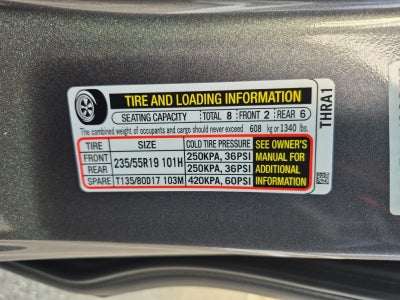 TIRE AND LOADING INFORMATION
SEATING CAPACITY TOTAL 8 FRONT 2 REAR 6
The combined weight of occupants and cargo should never exceed 608 kg or 1340 lbs.
TIRE SIZE COLD TIRE PRESSURE SEE OWNER'S
FRONT 235/55R19 101H 250KPA, 36PSI MANUAL FOR
REAR 250KPA, 36PSI ADDITIONAL
SPARE T135/80D17 103M 420KPA, 60PSI INFORMATION
THRA1